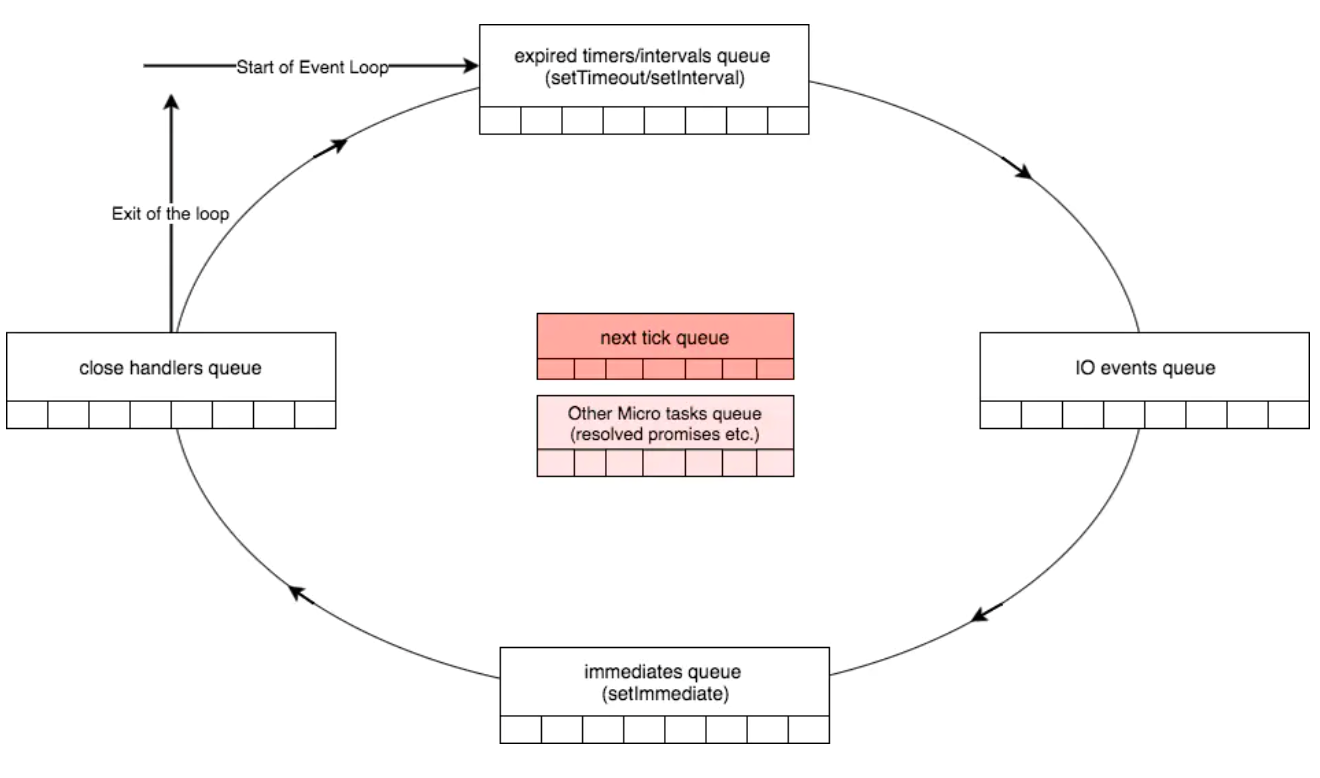 expired timers/intervals queue
(setTimeout/setInterval)
Start of Event Loop
Exit of the loop
next tick queue
close handlers queue
IO events queue
Other Micro tasks queue
(resolved promises etc.)
immediates queue
(setImmediate)